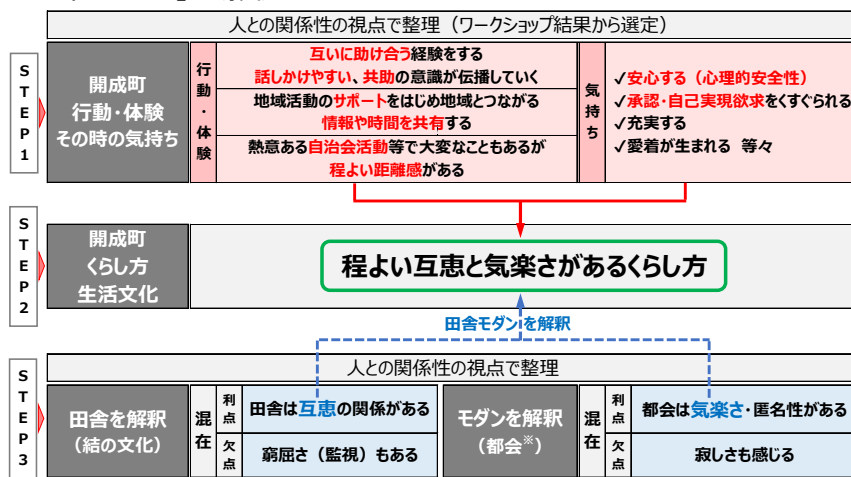 人との関係性の視点で整理（ワークショップ結果から選定）
STEP1
開成町
行動・体験
その時の気持ち
行動・体験
互いに助け合う経験をする
話しかけやすい、共助の意識が伝播していく
地域活動のサポートをはじめ地域とつながる
情報や時間を共有する
熱意ある自治会活動等で大変なこともあるが
程よい距離感がある
気持ち
✓安心する（心理的安全性）
✓承認・自己実現欲求をくすぐられる
✓充実する
✓愛着が生まれる 等々
STEP2
開成町
くらし方
生活文化
程よい互恵と気楽さがあるくらし方
田舎モダンを解釈
人との関係性の視点で整理
STEP3
田舎を解釈
（結の文化）
混在
利点
田舎は互恵の関係がある
欠点
窮屈さ（監視）もある
モダンを解釈
（都会※）
混在
利点
都会は気楽さ・匿名性がある
欠点
寂しさも感じる